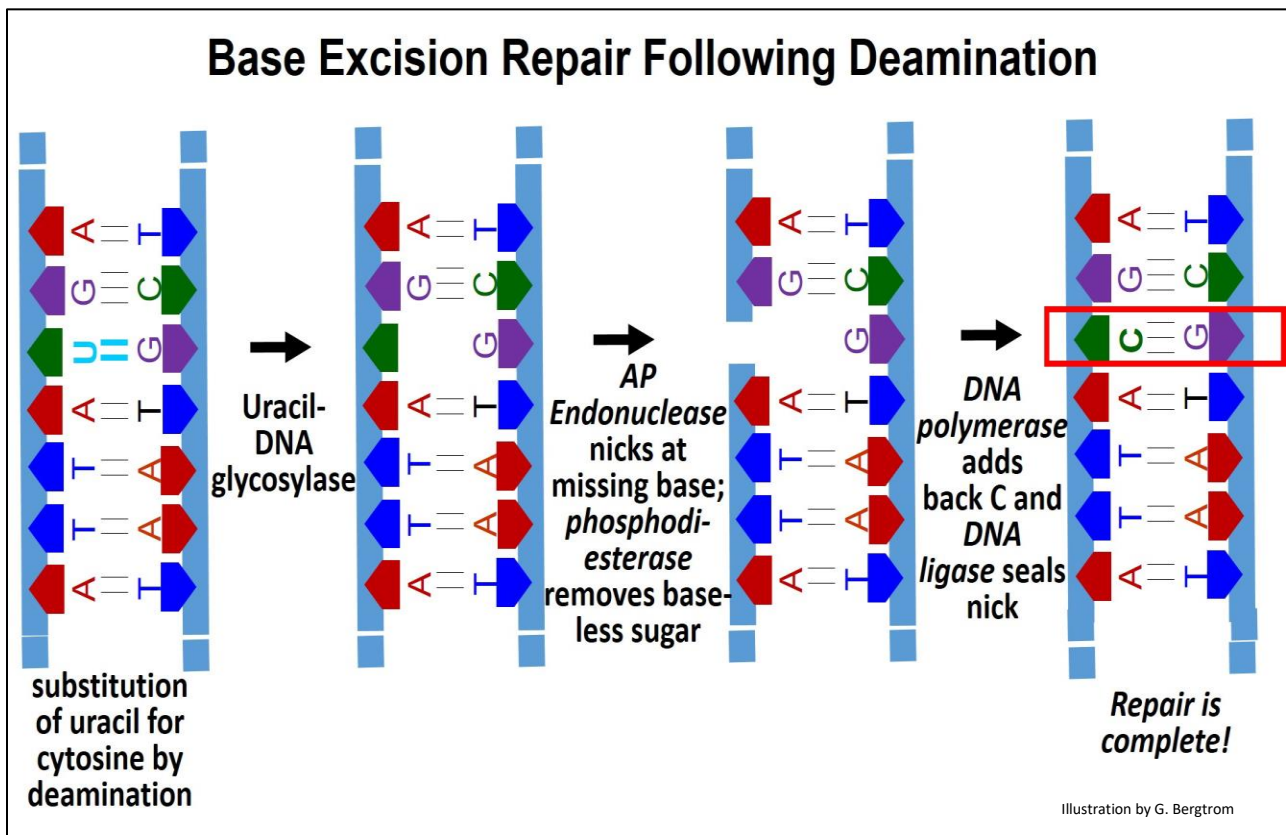 Base Excision Repair Following Deamination
A T
G C
U G
A T
T A
T A
A T
substitution
of uracil for
cytosine by
deamination
Uracil-
DNA
glycosylase
A T
G C
G
A T
T A
T A
A T
AP
Endonuclease
nicks at
missing base;
phosphodi-
esterase
removes base-
less sugar
A T
G C
G
A T
T A
T A
A T
DNA
polymerase
adds
back C and
DNA
ligase seals
nick
A T
G C
C G
A T
T A
T A
A T
Repair is
complete!
Illustration by G. Bergtrom